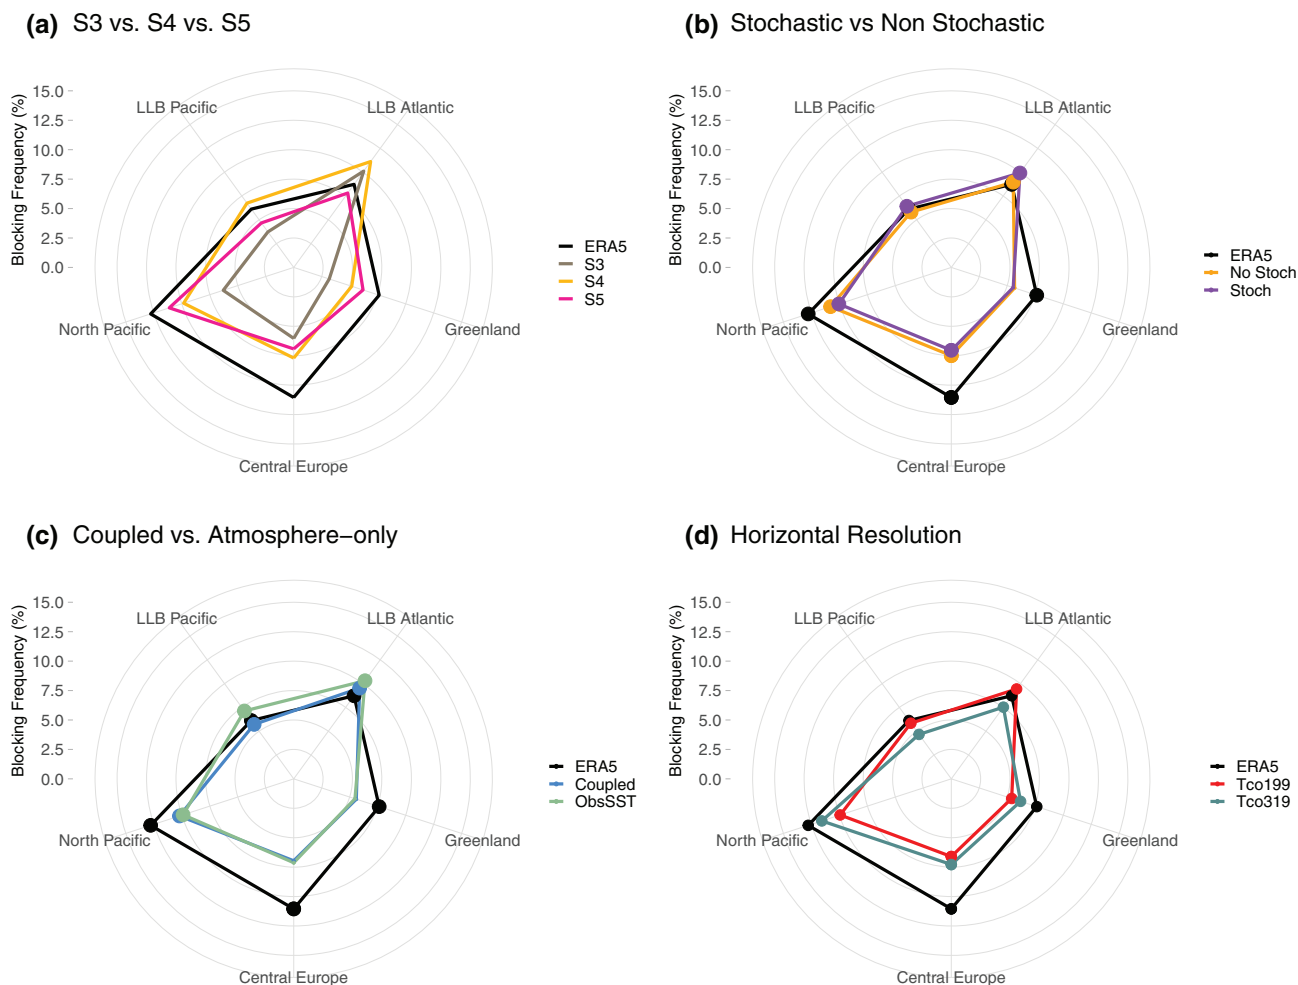 (a) S3 vs. S4 vs. S5
Blocking Frequency (%)
15.0
12.5
10.0
7.5
5.0
2.5
0.0
LLB Pacific
LLB Atlantic
North Pacific
Greenland
Central Europe
ERA5
S3
S4
S5
(b) Stochastic vs Non Stochastic
Blocking Frequency (%)
15.0
12.5
10.0
7.5
5.0
2.5
0.0
LLB Pacific
LLB Atlantic
North Pacific
Greenland
Central Europe
ERA5
No Stoch
Stoch
(c) Coupled vs. Atmosphere−only
Blocking Frequency (%)
15.0
12.5
10.0
7.5
5.0
2.5
0.0
LLB Pacific
LLB Atlantic
North Pacific
Greenland
Central Europe
ERA5
Coupled
ObsSST
(d) Horizontal Resolution
Blocking Frequency (%)
15.0
12.5
10.0
7.5
5.0
2.5
0.0
LLB Pacific
LLB Atlantic
North Pacific
Greenland
Central Europe
ERA5
Tco199
Tco319